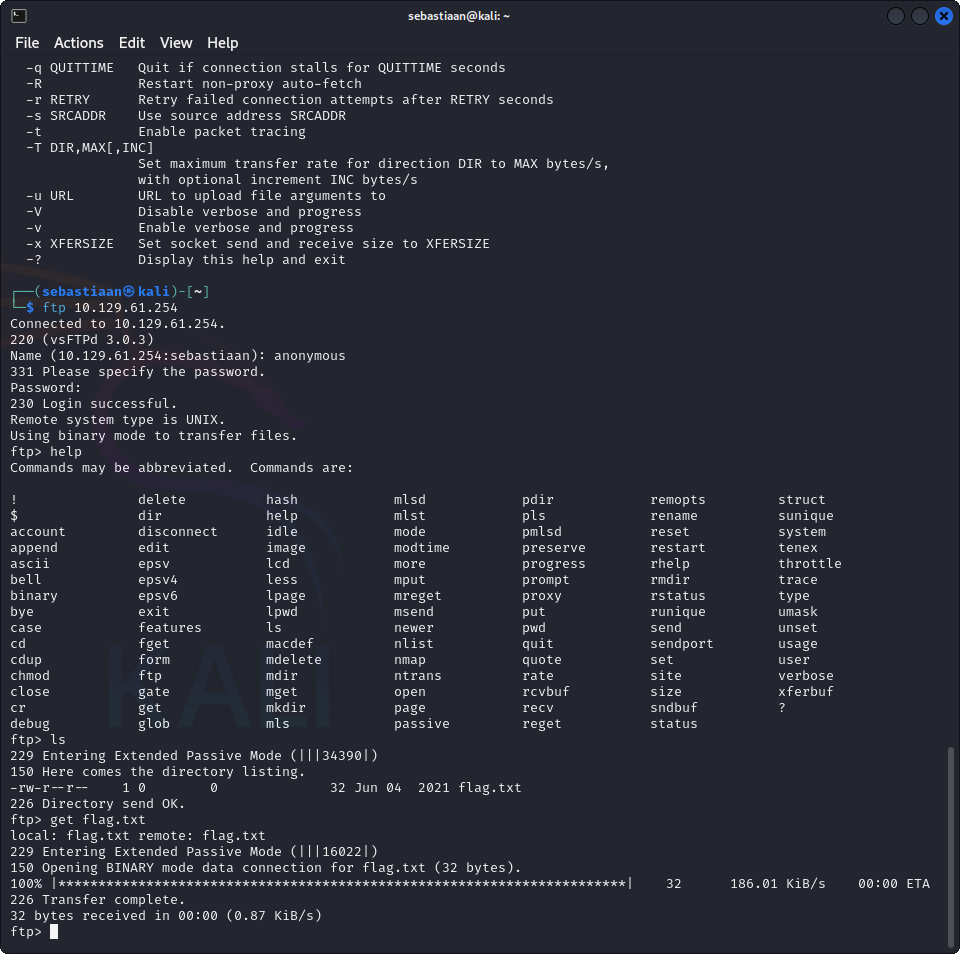 sebastiaan@kali: ~
File Actions Edit View Help
-q QUITTIME Quit if connection stalls for QUITTIME seconds
-R Restart non-proxy auto-fetch
-r RETRY Retry failed connection attempts after RETRY seconds
-s SRCADDR Use source address SRCADDR
-t Enable packet tracing
-T DIR,MAX[,INC]
Set maximum transfer rate for direction DIR to MAX bytes/s,
with optional increment INC bytes/s
-u URL URL to upload file arguments to
-V Disable verbose and progress
-v Enable verbose and progress
-x XFERSIZE Set socket send and receive size to XFERSIZE
-? Display this help and exit
┌──(sebastiaan㉿kali)-[~]
└─$ ftp 10.129.61.254
Connected to 10.129.61.254.
220 (vsFTPd 3.0.3)
Name (10.129.61.254:sebastiaan): anonymous
331 Please specify the password.
Password:
230 Login successful.
Remote system type is UNIX.
Using binary mode to transfer files.
ftp> help
Commands may be abbreviated. Commands are:
! delete hash mlsd pdir remopts struct
$ dir help mlst pls rename sunique
account disconnect idle mode pmlsd reset system
append edit image modtime preserve restart tenex
ascii epsv lcd more progress rhelp throttle
bell epsv4 less mput prompt rmdir trace
binary epsv6 lpage mreget proxy rstatus type
bye exit lpwd msend put runique umask
case features ls newer pwd send unset
cd fget macdef nlist quit sendport usage
cdup form mdelete nmap quote set user
chmod ftp mdir ntrans rate site verbose
close gate mget open rcvbuf size xferbuf
cr get mkdir page recv sndbuf ?
debug glob mls passive reget status
ftp> ls
229 Entering Extended Passive Mode (|||34390|)
150 Here comes the directory listing.
-rw-r--r-- 1 0 0 32 Jun 04 2021 flag.txt
226 Directory send OK.
ftp> get flag.txt
local: flag.txt remote: flag.txt
229 Entering Extended Passive Mode (|||16022|)
150 Opening BINARY mode data connection for flag.txt (32 bytes).
100% |***********************************************************************| 32 186.01 KiB/s 00:00 ETA
226 Transfer complete.
32 bytes received in 00:00 (0.87 KiB/s)
ftp>
KALI